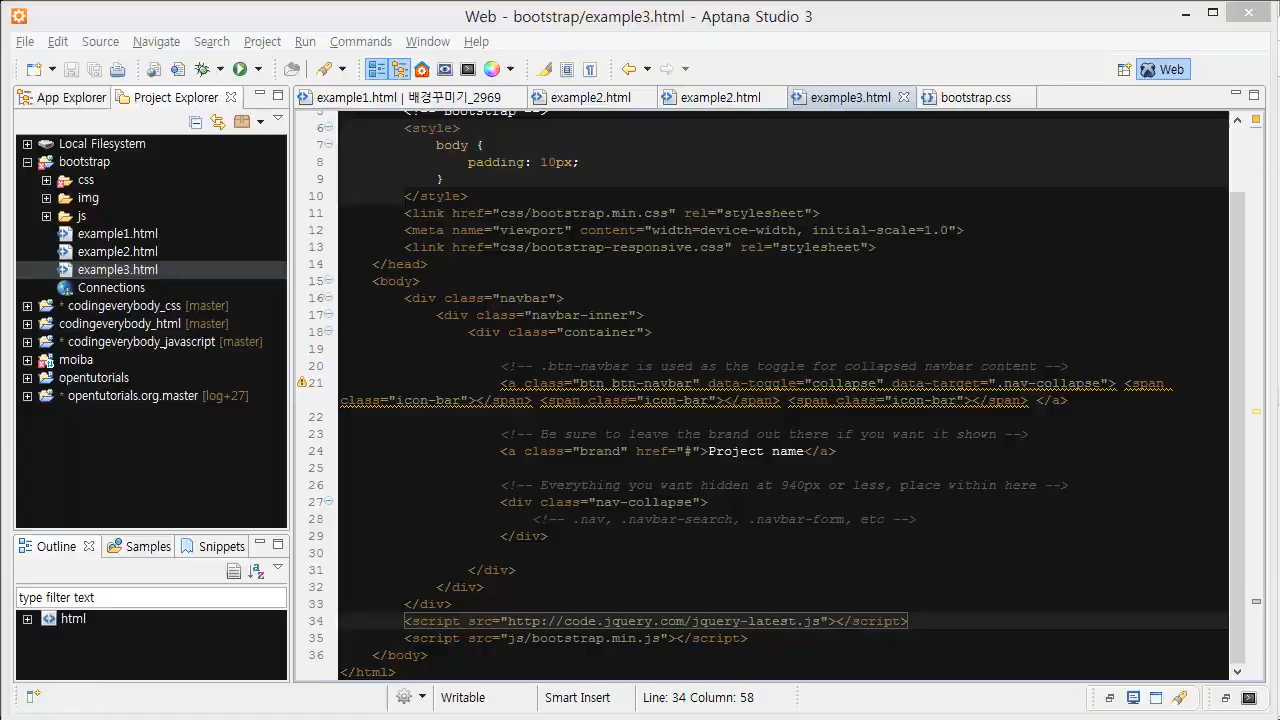 Web - bootstrap/example3.html - Aptana Studio 3
File Edit Source Navigate Search Project Run Commands Window Help
Web
App Explorer Project Explorer
example1.html | 배경꾸미기_2969 example2.html example2.html example3.html bootstrap.css
Local Filesystem
bootstrap
css
img
js
example1.html
example2.html
example3.html
Connections
* codingeverybody_css [master]
codingeverybody_html [master]
* codingeverybody_javascript [master]
moiba
opentutorials
* opentutorials.org.master [log+27]
Outline Samples Snippets
type filter text
html
5 <!-- Bootstrap -->
6 <style>
7 body {
8 padding: 10px;
9 }
10 </style>
11 <link href="css/bootstrap.min.css" rel="stylesheet">
12 <meta name="viewport" content="width=device-width, initial-scale=1.0">
13 <link href="css/bootstrap-responsive.css" rel="stylesheet">
14 </head>
15 <body>
16 <div class="navbar">
17 <div class="navbar-inner">
18 <div class="container">
19
20 <!-- .btn-navbar is used as the toggle for collapsed navbar content -->
21 <a class="btn btn-navbar" data-toggle="collapse" data-target=".nav-collapse"> <span
class="icon-bar"></span> <span class="icon-bar"></span> <span class="icon-bar"></span> </a>
22
23 <!-- Be sure to leave the brand out there if you want it shown -->
24 <a class="brand" href="#">Project name</a>
25
26 <!-- Everything you want hidden at 940px or less, place within here -->
27 <div class="nav-collapse">
28 <!-- .nav, .navbar-search, .navbar-form, etc -->
29 </div>
30
31 </div>
32 </div>
33 </div>
34 <script src="http://code.jquery.com/jquery-latest.js"></script>
35 <script src="js/bootstrap.min.js"></script>
36 </body>
</html>
Writable Smart Insert Line: 34 Column: 58